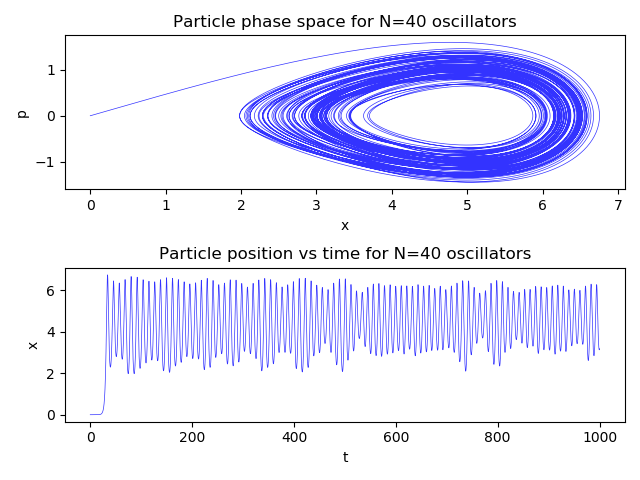 Particle phase space for N=40 oscillators
1
0
−1
p
0 1 2 3 4 5 6 7
x
Particle position vs time for N=40 oscillators
6
4
2
0
x
0 200 400 600 800 1000
t